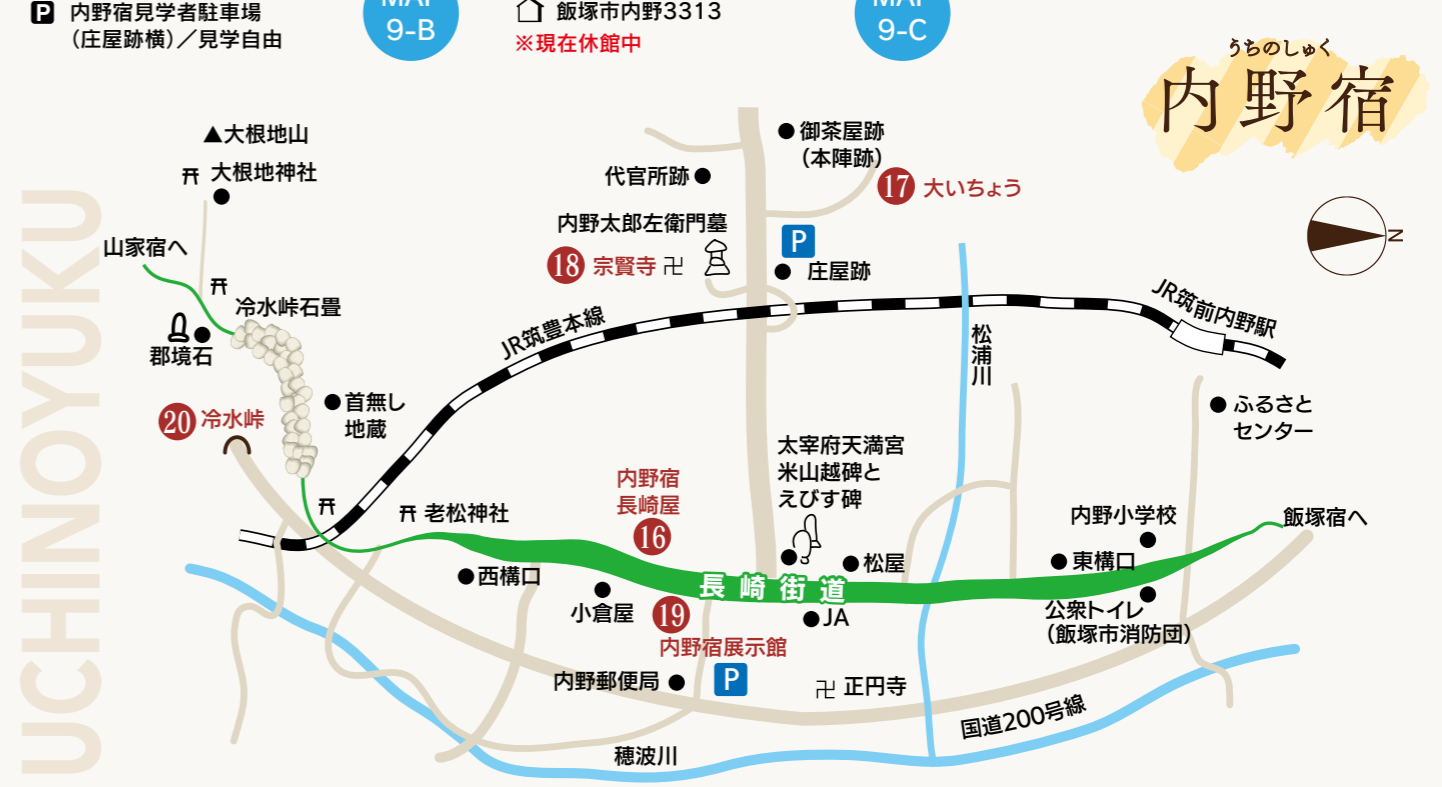 P 内野宿見学者駐車場
（庄屋跡横）／見学自由
MAP
9-B
飯塚市内野3313
※現在休館中
MAP
9-C
うちのしゅく
内野宿
UCHINOYUKU
N
▲大根地山
大根地神社
山家宿へ
冷水峠石畳
郡境石
首無し
地蔵
20 冷水峠
代官所跡
御茶屋跡
（本陣跡）
17 大いちょう
内野太郎左衛門墓
18 宗賢寺 卍
P
庄屋跡
JR筑豊本線
JR筑前内野駅
松浦川
ふるさと
センター
太宰府天満宮
米山越碑と
えびす碑
内野宿
長崎屋
16
老松神社
西構口
小倉屋
19
内野宿展示館
長崎街道
松屋
JA
内野小学校
東構口
飯塚宿へ
公衆トイレ
（飯塚市消防団）
内野郵便局
P
卍 正円寺
国道200号線
穂波川